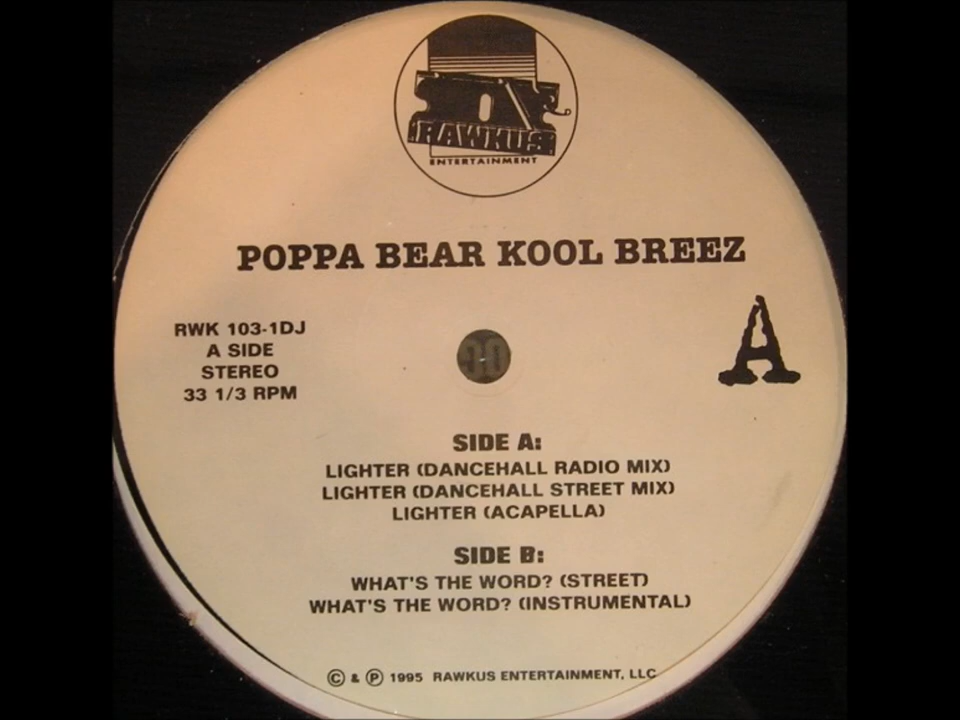 RAWKUS
ENTERTAINMENT
POPPA BEAR KOOL BREEZ
RWK 103-1DJ
A SIDE
STEREO
33 1/3 RPM
A
SIDE A:
LIGHTER (DANCEHALL RADIO MIX)
LIGHTER (DANCEHALL STREET MIX)
LIGHTER (ACAPELLA)
SIDE B:
WHAT'S THE WORD? (STREET)
WHAT'S THE WORD? (INSTRUMENTAL)
© & ℗ 1995 RAWKUS ENTERTAINMENT, LLC